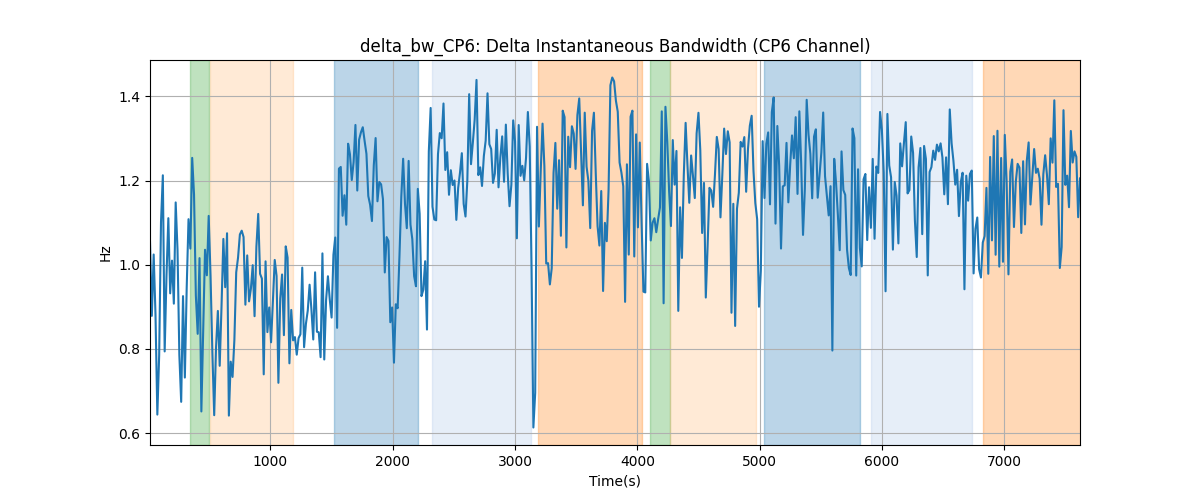 delta_bw_CP6: Delta Instantaneous Bandwidth (CP6 Channel)
Hz
1.4
1.2
1.0
0.8
0.6
1000 2000 3000 4000 5000 6000 7000
Time(s)